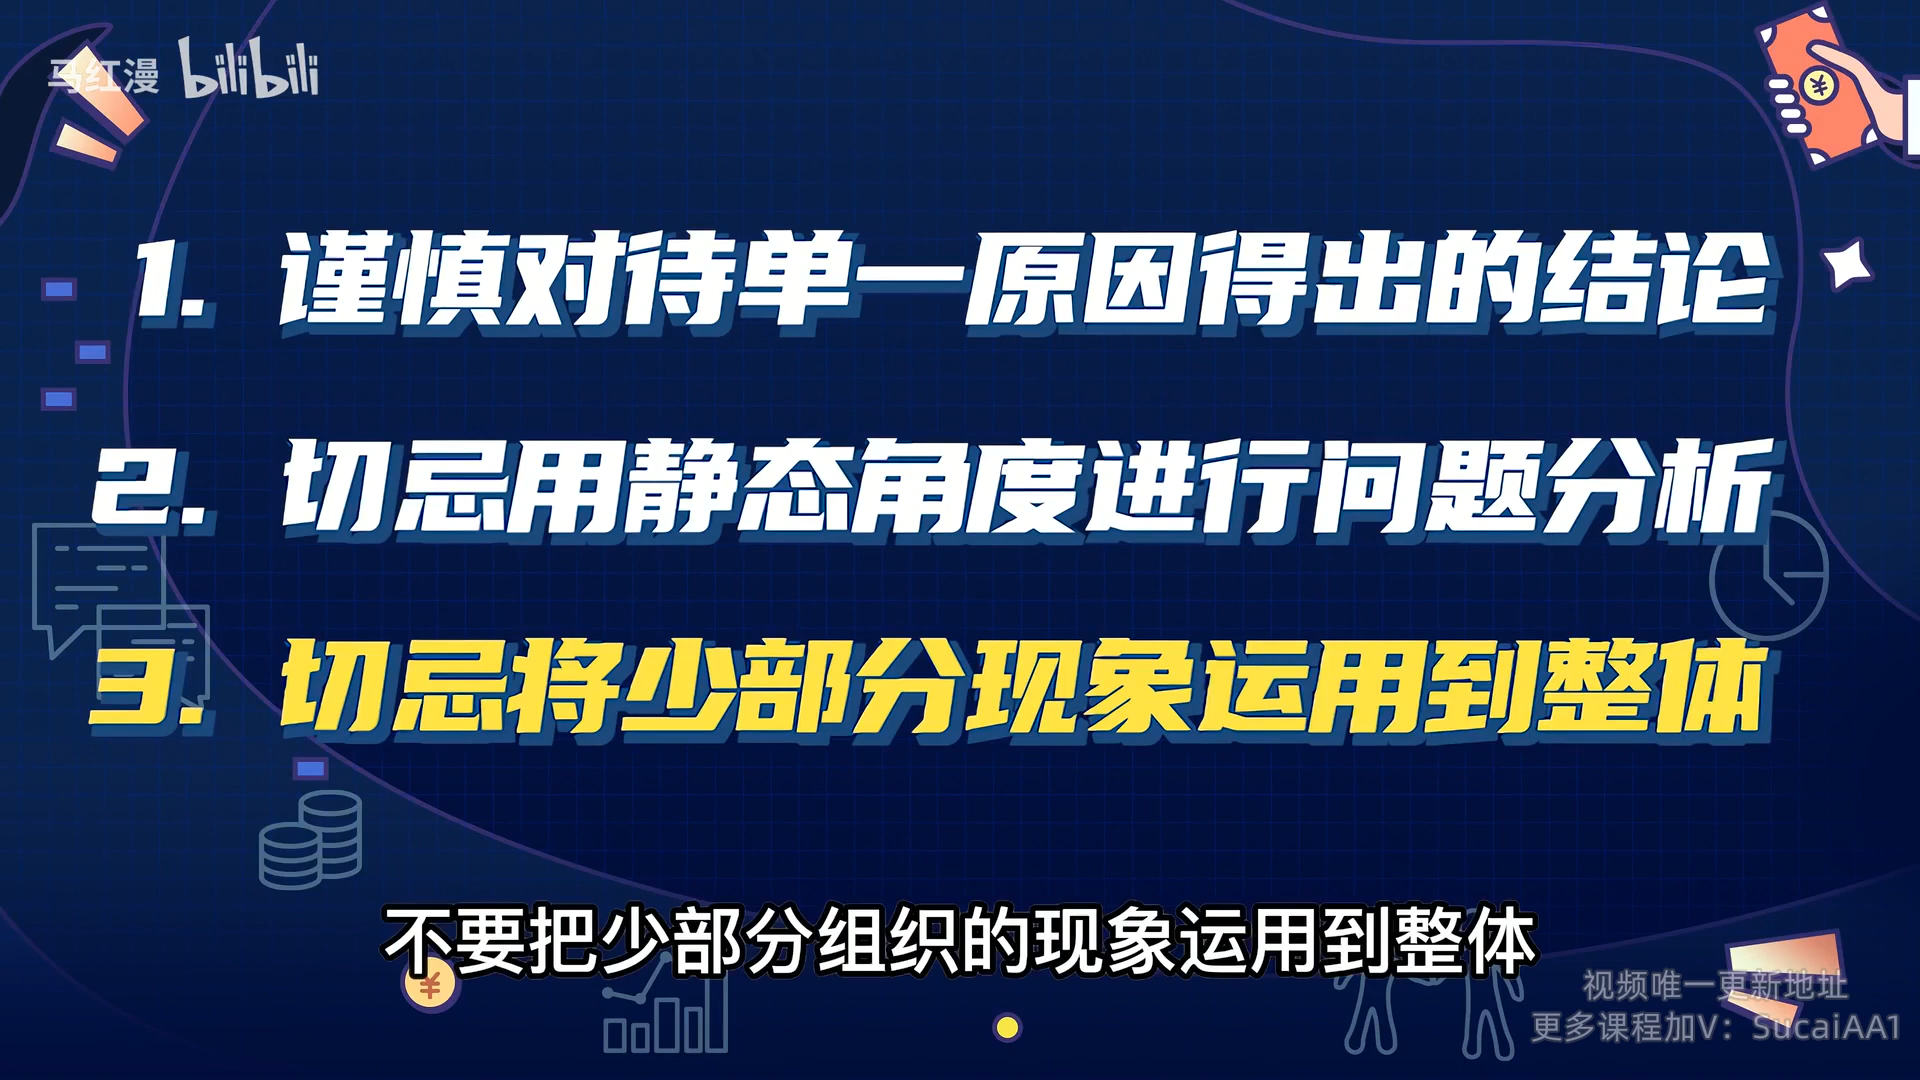 马红漫 bilibili
1. 谨慎对待单一原因得出的结论
2. 切忌用静态角度进行问题分析
3. 切忌将少部分现象运用到整体
不要把少部分组织的现象运用到整体
视频唯一更新地址
更多课程加V：SucaiAA1